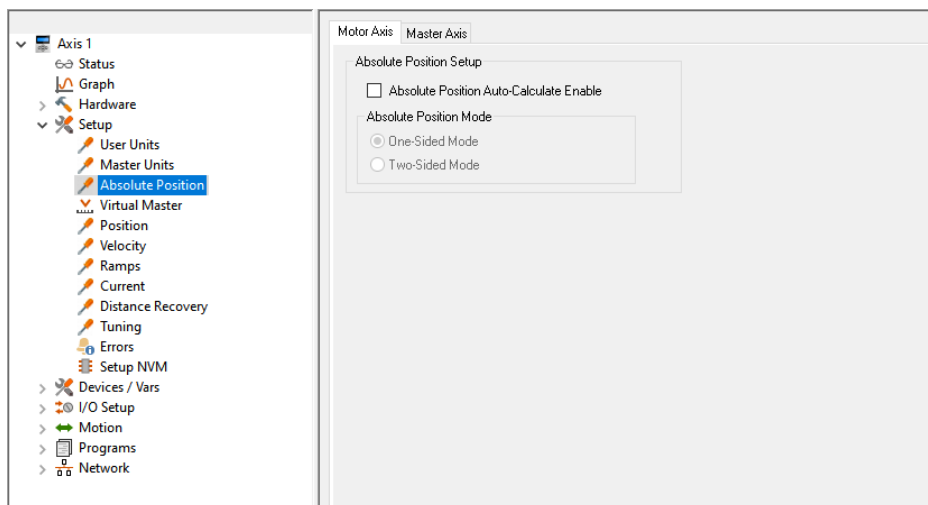 Axis 1
Status
Graph
Hardware
Setup
User Units
Master Units
Absolute Position
Virtual Master
Position
Velocity
Ramps
Current
Distance Recovery
Tuning
Errors
Setup NVM
Devices / Vars
I/O Setup
Motion
Programs
Network
Motor Axis Master Axis
Absolute Position Setup
Absolute Position Auto-Calculate Enable
Absolute Position Mode
One-Sided Mode
Two-Sided Mode